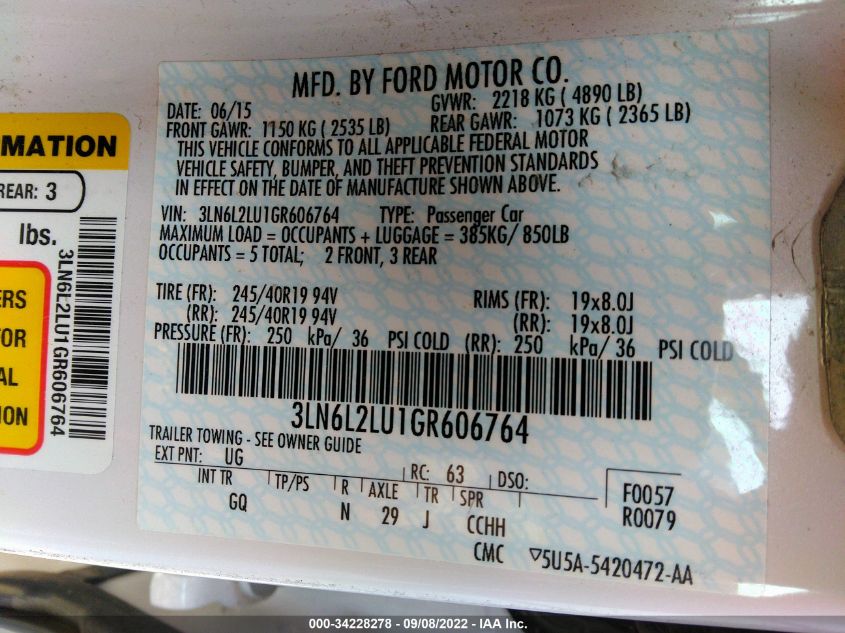 MATION
REAR: 3
lbs.
3LN6L2LU1GR606764
ERS
FOR
AL
ION
MFD. BY FORD MOTOR CO.
DATE: 06/15 GVWR: 2218 KG ( 4890 LB)
FRONT GAWR: 1150 KG ( 2535 LB) REAR GAWR: 1073 KG ( 2365 LB)
THIS VEHICLE CONFORMS TO ALL APPLICABLE FEDERAL MOTOR
VEHICLE SAFETY, BUMPER, AND THEFT PREVENTION STANDARDS
IN EFFECT ON THE DATE OF MANUFACTURE SHOWN ABOVE.
VIN: 3LN6L2LU1GR606764 TYPE: Passenger Car
MAXIMUM LOAD = OCCUPANTS + LUGGAGE = 385KG/ 850LB
OCCUPANTS = 5 TOTAL; 2 FRONT, 3 REAR
TIRE (FR): 245/40R19 94V RIMS (FR): 19x8.0J
(RR): 245/40R19 94V (RR): 19x8.0J
PRESSURE (FR): 250 kPa/ 36 PSI COLD (RR): 250 kPa/ 36 PSI COLD
3LN6L2LU1GR606764
TRAILER TOWING - SEE OWNER GUIDE
EXT PNT: UG RC: 63 DSO:
INT TR TP/PS R AXLE TR SPR F0057
GQ N 29 J CCHH R0079
CMC ▽5U5A-5420472-AA
000-34228278 - 09/08/2022 - IAA Inc.